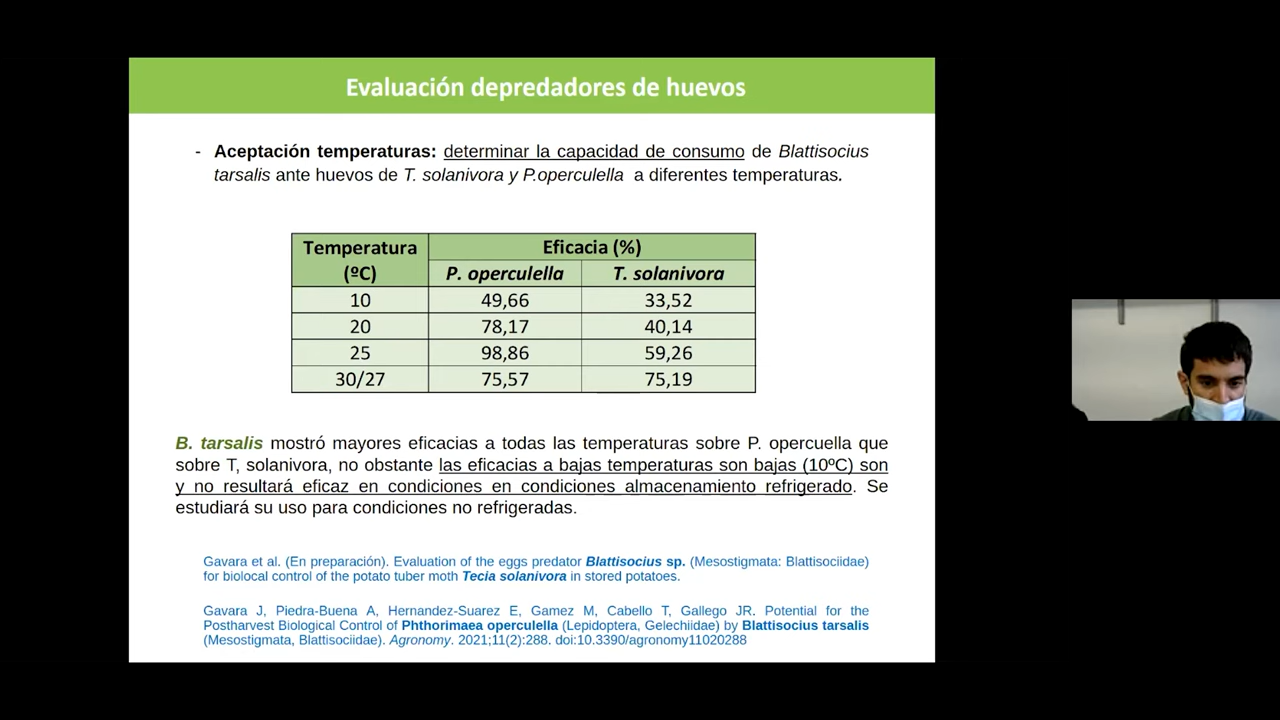 Evaluación depredadores de huevos
- Aceptación temperaturas: determinar la capacidad de consumo de Blattisocius
tarsalis ante huevos de T. solanivora y P.operculella a diferentes temperaturas.
Temperatura (ºC) Eficacia (%)
P. operculella T. solanivora
10 49,66 33,52
20 78,17 40,14
25 98,86 59,26
30/27 75,57 75,19
B. tarsalis mostró mayores eficacias a todas las temperaturas sobre P. opercuella que
sobre T, solanivora, no obstante las eficacias a bajas temperaturas son bajas (10ºC) son
y no resultará eficaz en condiciones en condiciones almacenamiento refrigerado. Se
estudiará su uso para condiciones no refrigeradas.
Gavara et al. (En preparación). Evaluation of the eggs predator Blattisocius sp. (Mesostigmata: Blattisociidae)
for biolocal control of the potato tuber moth Tecia solanivora in stored potatoes.
Gavara J, Piedra-Buena A, Hernandez-Suarez E, Gamez M, Cabello T, Gallego JR. Potential for the
Postharvest Biological Control of Phthorimaea operculella (Lepidoptera, Gelechiidae) by Blattisocius tarsalis
(Mesostigmata, Blattisociidae). Agronomy. 2021;11(2):288. doi:10.3390/agronomy11020288